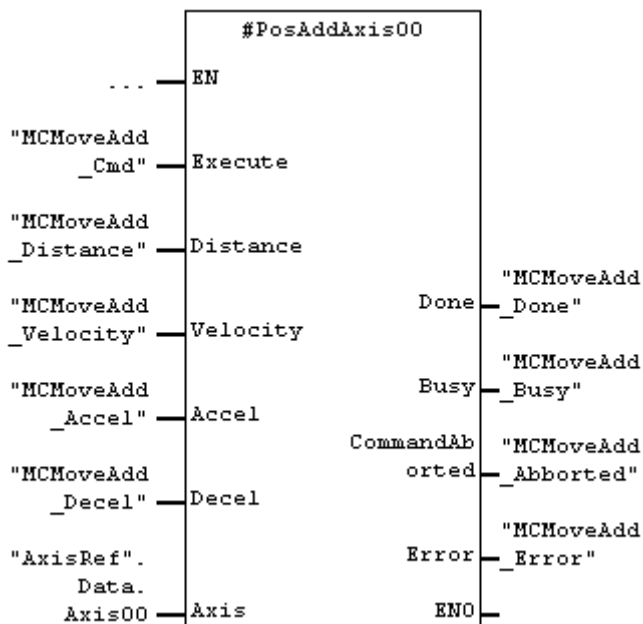 #PosAddAxis00
... EN
"MCMoveAdd
_Cmd" Execute
"MCMoveAdd
_Distance" Distance
"MCMoveAdd
_Velocity" Velocity
"MCMoveAdd
_Accel" Accel
"MCMoveAdd
_Decel" Decel
"AxisRef".
Data.
Axis00 Axis
"MCMoveAdd
Done _Done"
"MCMoveAdd
Busy _Busy"
CommandAb "MCMoveAdd
orted _Abborted"
"MCMoveAdd
Error _Error"
ENO